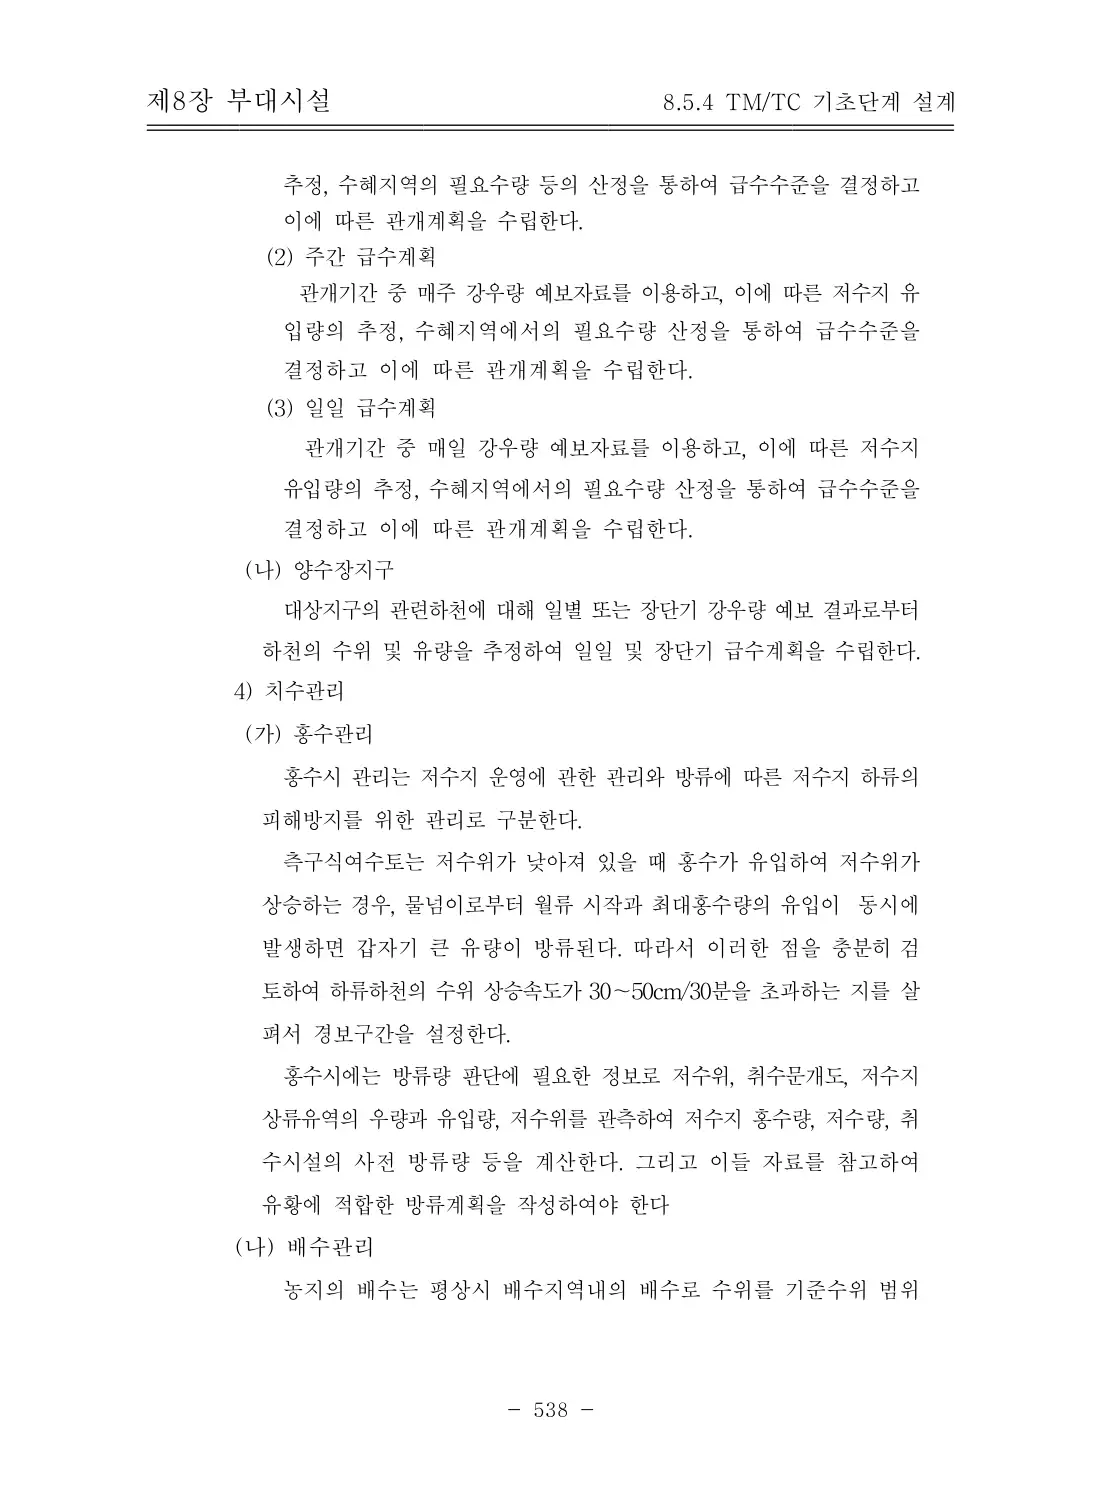 제8장 부대시설
8.5.4 TM/TC 기초단계 설계
추정, 수혜지역의 필요수량 등의 산정을 통하여 급수수준을 결정하고
이에 따른 관개계획을 수립한다.
(2) 주간 급수계획
관개기간 중 매주 강우량 예보자료를 이용하고, 이에 따른 저수지 유
입량의 추정, 수혜지역에서의 필요수량 산정을 통하여 급수수준을
결정하고 이에 따른 관개계획을 수립한다.
(3) 일일 급수계획
관개기간 중 매일 강우량 예보자료를 이용하고, 이에 따른 저수지
유입량의 추정, 수혜지역에서의 필요수량 산정을 통하여 급수수준을
결정하고 이에 따른 관개계획을 수립한다.
(나) 양수장지구
대상지구의 관련하천에 대해 일별 또는 장단기 강우량 예보 결과로부터
하천의 수위 및 유량을 추정하여 일일 및 장단기 급수계획을 수립한다.
4) 치수관리
(가) 홍수관리
홍수시 관리는 저수지 운영에 관한 관리와 방류에 따른 저수지 하류의
피해방지를 위한 관리로 구분한다.
측구식여수토는 저수위가 낮아져 있을 때 홍수가 유입하여 저수위가
상승하는 경우, 물넘이로부터 월류 시작과 최대홍수량의 유입이 동시에
발생하면 갑자기 큰 유량이 방류된다. 따라서 이러한 점을 충분히 검
토하여 하류하천의 수위 상승속도가 30∼50cm/30분을 초과하는 지를 살
펴서 경보구간을 설정한다.
홍수시에는 방류량 판단에 필요한 정보로 저수위, 취수문개도, 저수지
상류유역의 우량과 유입량, 저수위를 관측하여 저수지 홍수량, 저수량, 취
수시설의 사전 방류량 등을 계산한다. 그리고 이들 자료를 참고하여
유황에 적합한 방류계획을 작성하여야 한다
(나) 배수관리
농지의 배수는 평상시 배수지역내의 배수로 수위를 기준수위 범위
- 538 -